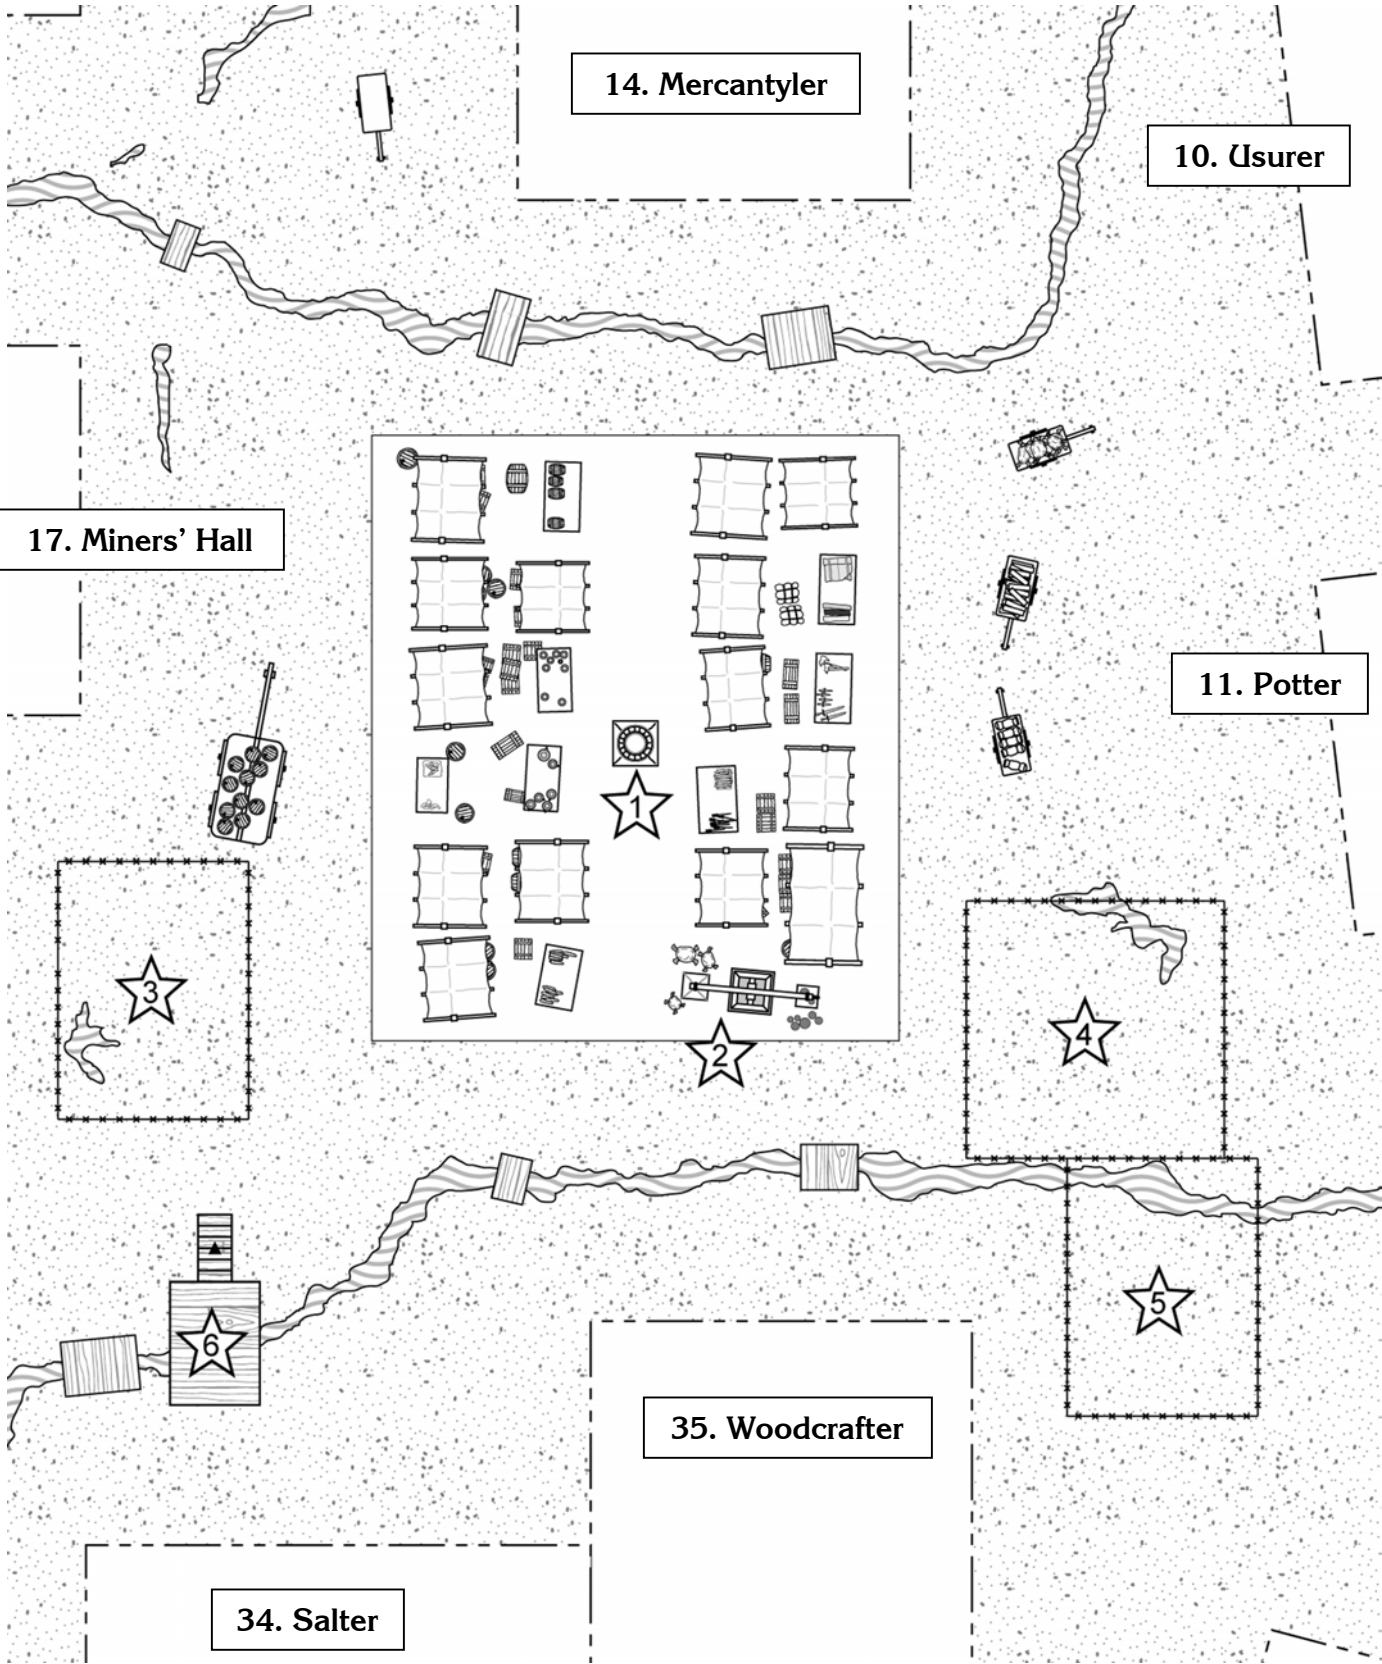 14. Mercantyler
10. Usurer
17. Miners’ Hall
11. Potter
1
3
2
4
5
6
35. Woodcrafter
34. Salter